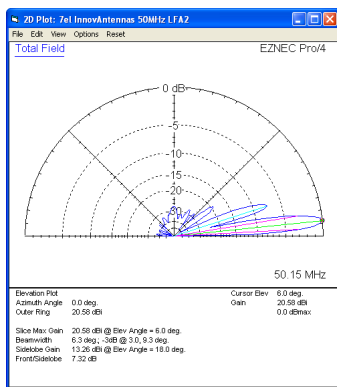 2D Plot: 7el InnovAntennas 50MHz LFA2
File Edit View Options Reset
Total Field EZNEC Pro/4
0 dB
-5
-10
-15
-20
-30
50.15 MHz
Elevation Plot Cursor Elev 6.0 deg.
Azimuth Angle 0.0 deg. Gain 20.58 dBi
Outer Ring 20.58 dBi 0.0 dBmax
Slice Max Gain 20.58 dBi @ Elev Angle = 6.0 deg.
Beamwidth 6.3 deg.; -3dB @ 3.0, 9.3 deg.
Sidelobe Gain 13.26 dBi @ Elev Angle = 18.0 deg.
Front/Sidelobe 7.32 dB